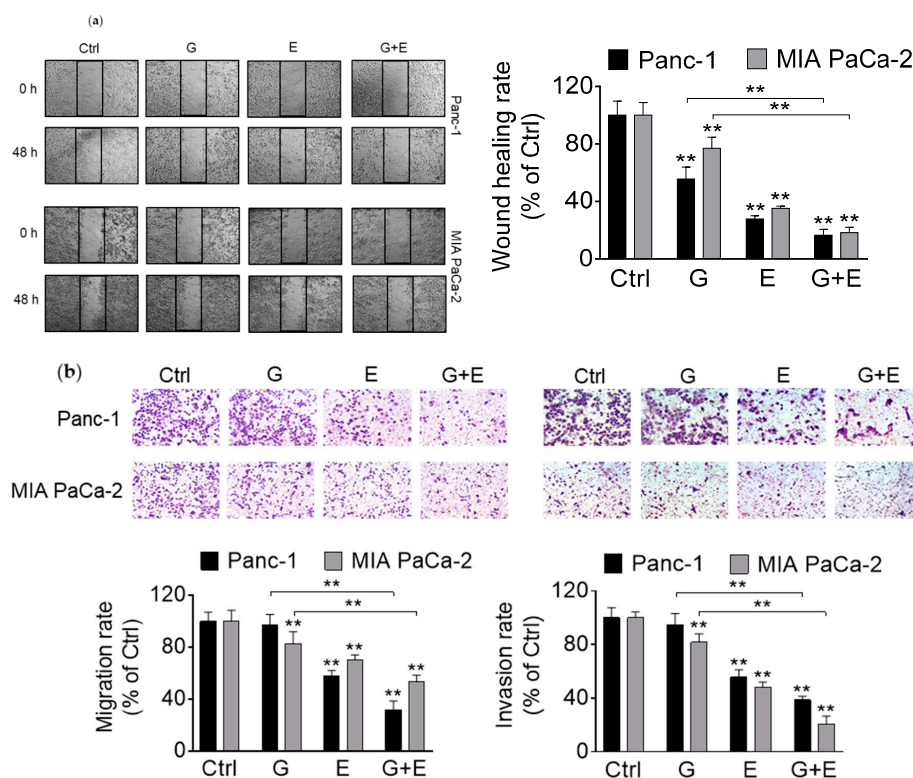 (a)
Ctrl G E G+E
0 h
48 h
Panc-1
0 h
48 h
MIA PaCa-2
Panc-1 MIA PaCa-2
Wound healing rate
(% of Ctrl)
120
80
40
0
**
**
** **
** **
** **
Ctrl G E G+E
(b)
Ctrl G E G+E
Panc-1
MIA PaCa-2
Ctrl G E G+E
Panc-1 MIA PaCa-2
Migration rate
(% of Ctrl)
120
80
40
0
**
**
**
** **
** **
Ctrl G E G+E
Panc-1 MIA PaCa-2
Invasion rate
(% of Ctrl)
120
80
40
0
**
**
**
** **
** **
Ctrl G E G+E